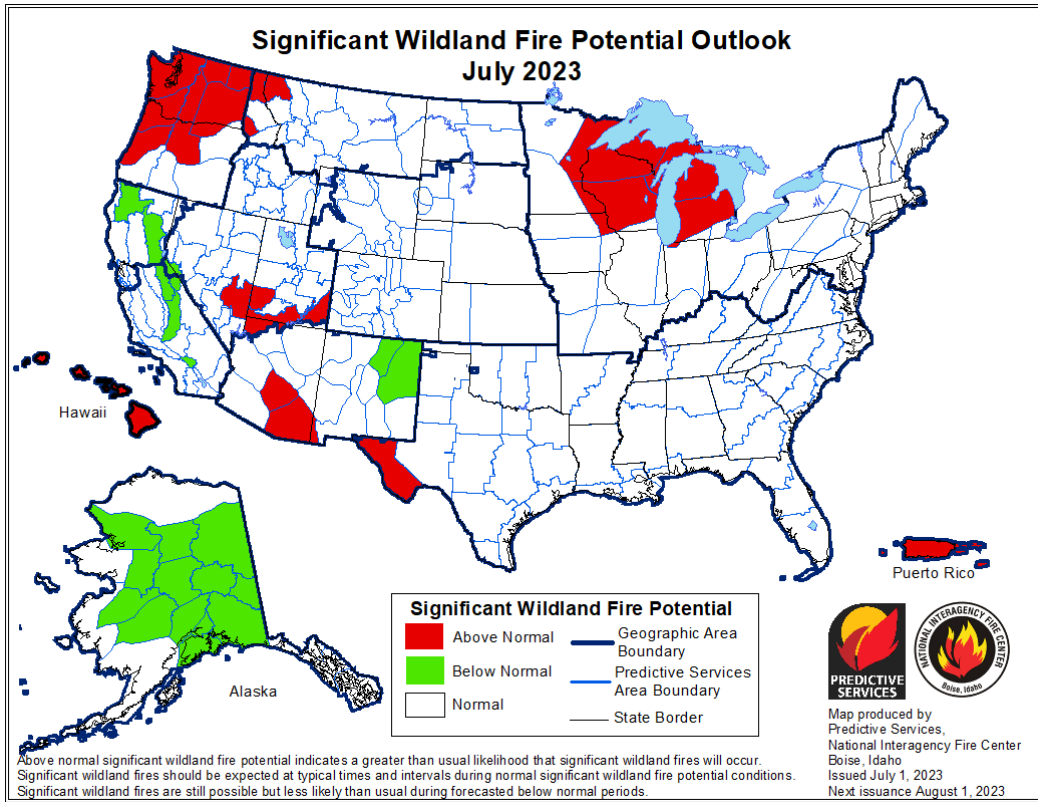 Significant Wildland Fire Potential Outlook
July 2023
Hawaii
Alaska
Puerto Rico
Significant Wildland Fire Potential
Above Normal
Below Normal
Normal
Geographic Area
Boundary
Predictive Services
Area Boundary
State Border
PREDICTIVE
SERVICES
NATIONAL INTERAGENCY FIRE CENTER
Boise, Idaho
Map produced by
Predictive Services,
National Interagency Fire Center
Boise, Idaho
Issued July 1, 2023
Next issuance August 1, 2023
Above normal significant wildland fire potential indicates a greater than usual likelihood that significant wildland fires will occur.
Significant wildland fires should be expected at typical times and intervals during normal significant wildland fire potential conditions.
Significant wildland fires are still possible but less likely than usual during forecasted below normal periods.